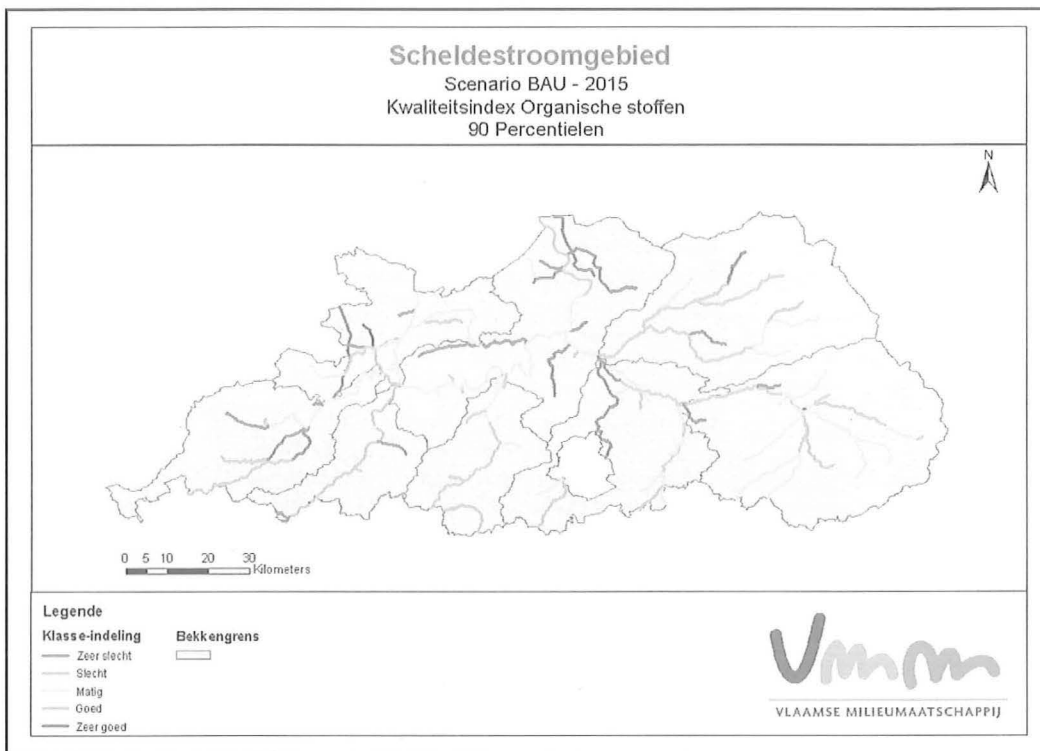 Scheldestroomgebied
Scenario BAU - 2015
Kwaliteitsindex Organische stoffen
90 Percentielen
N
0 5 10 20 30
Kilometers
Legende
Klasse-indeling
Zeer slecht
Slecht
Matig
Goed
Zeer goed
Bekkengrens
Vmm
VLAAMSE MILIEUMAATSCHAPPIJ